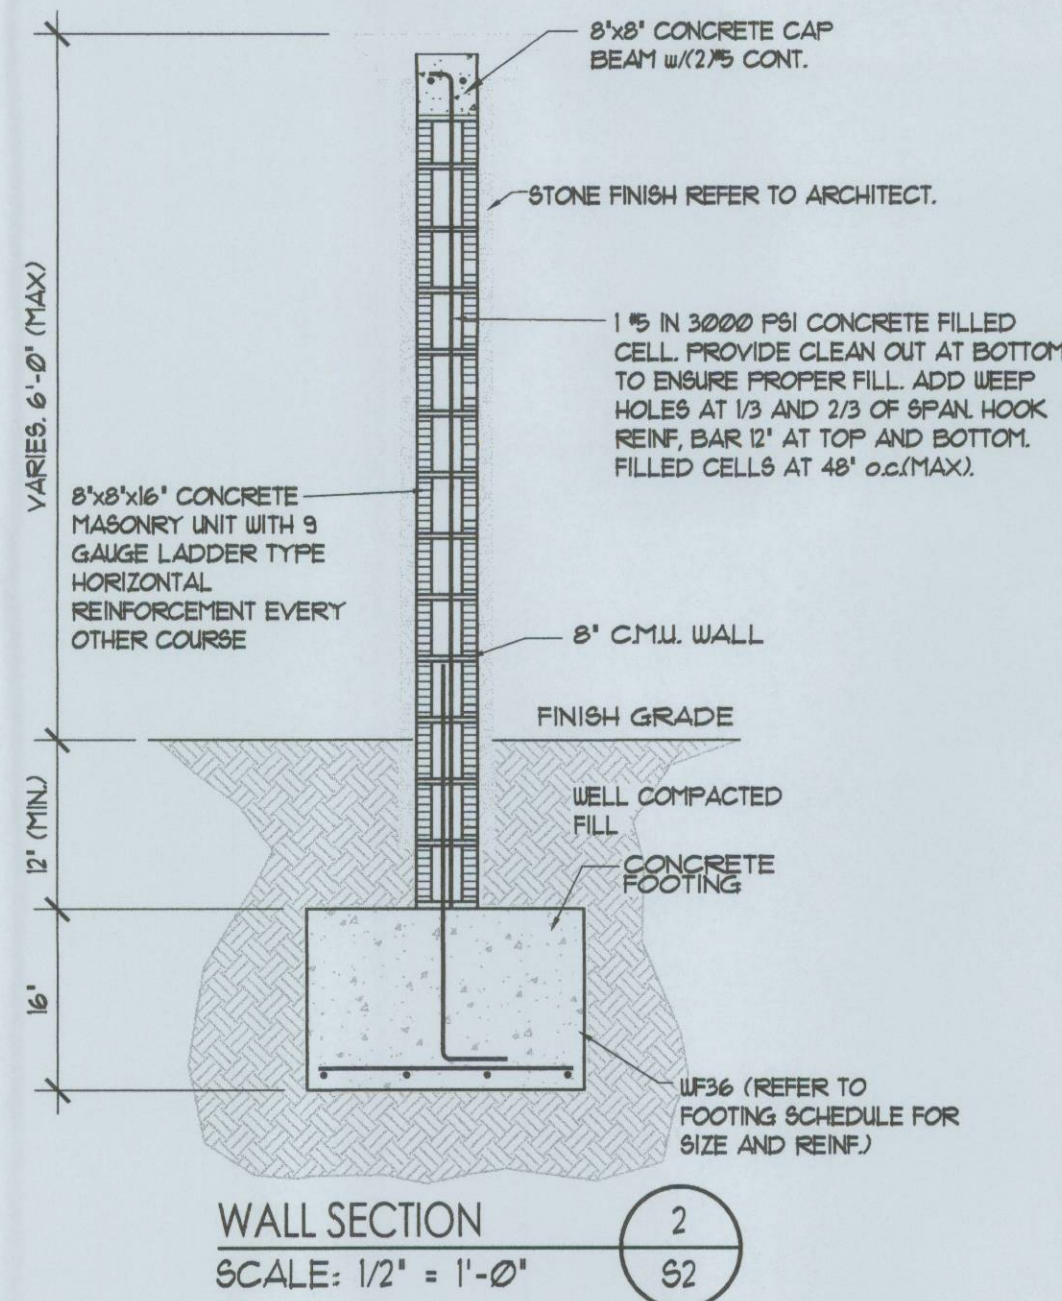 8"x8" CONCRETE CAP
BEAM w/(2)#5 CONT.
STONE FINISH REFER TO ARCHITECT.
VARIES. 6'-0" (MAX)
1 #5 IN 3000 PSI CONCRETE FILLED
CELL. PROVIDE CLEAN OUT AT BOTTOM
TO ENSURE PROPER FILL. ADD WEEP
HOLES AT 1/3 AND 2/3 OF SPAN. HOOK
REINF, BAR 12" AT TOP AND BOTTOM.
FILLED CELLS AT 48" o.c.(MAX).
8"x8"x16" CONCRETE
MASONRY UNIT WITH 9
GAUGE LADDER TYPE
HORIZONTAL
REINFORCEMENT EVERY
OTHER COURSE
8" C.M.U. WALL
FINISH GRADE
12" (MIN.)
WELL COMPACTED
FILL
CONCRETE
FOOTING
16"
WF36 (REFER TO
FOOTING SCHEDULE FOR
SIZE AND REINF.)
WALL SECTION
SCALE: 1/2" = 1'-0"
2
S2